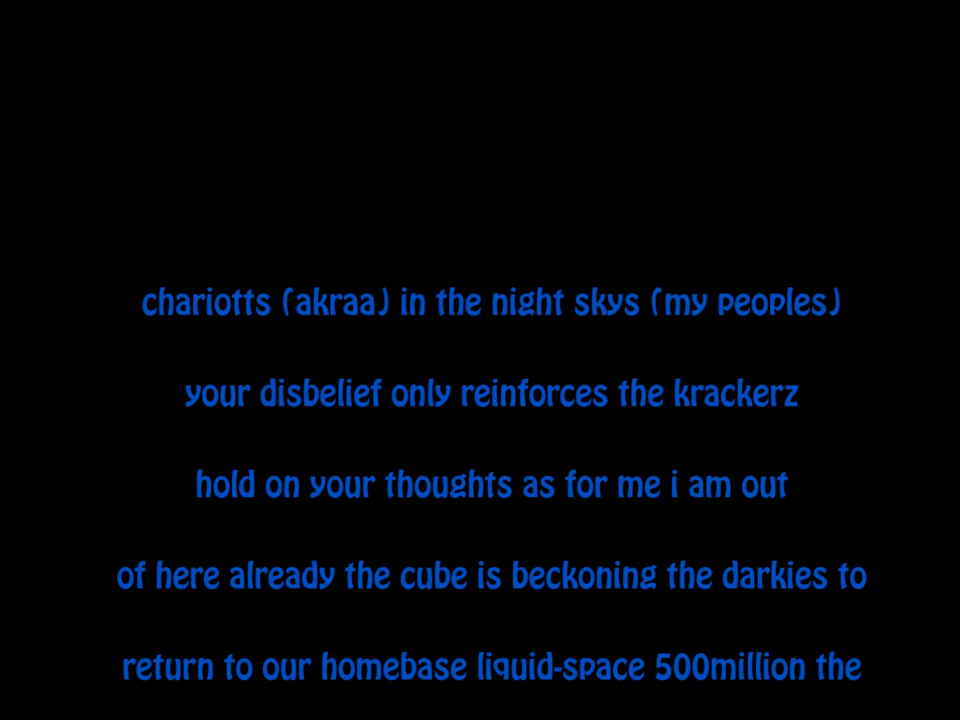 chariotts (akraa) in the night skys (my peoples)
your disbelief only reinforces the krackerz
hold on your thoughts as for me i am out
of here already the cube is beckoning the darkies to
return to our homebase liquid-space 500million the